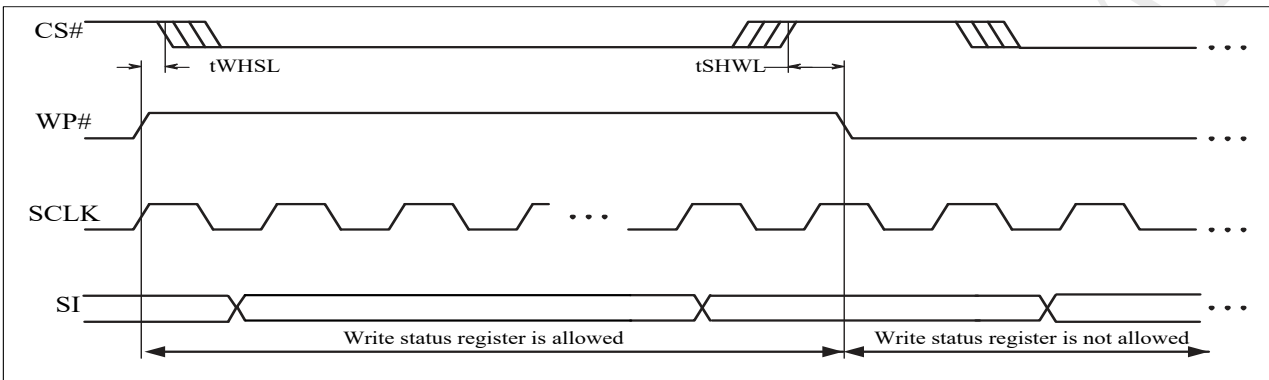 CS#
tWHSL
tSHWL
WP#
SCLK
SI
Write status register is allowed
Write status register is not allowed